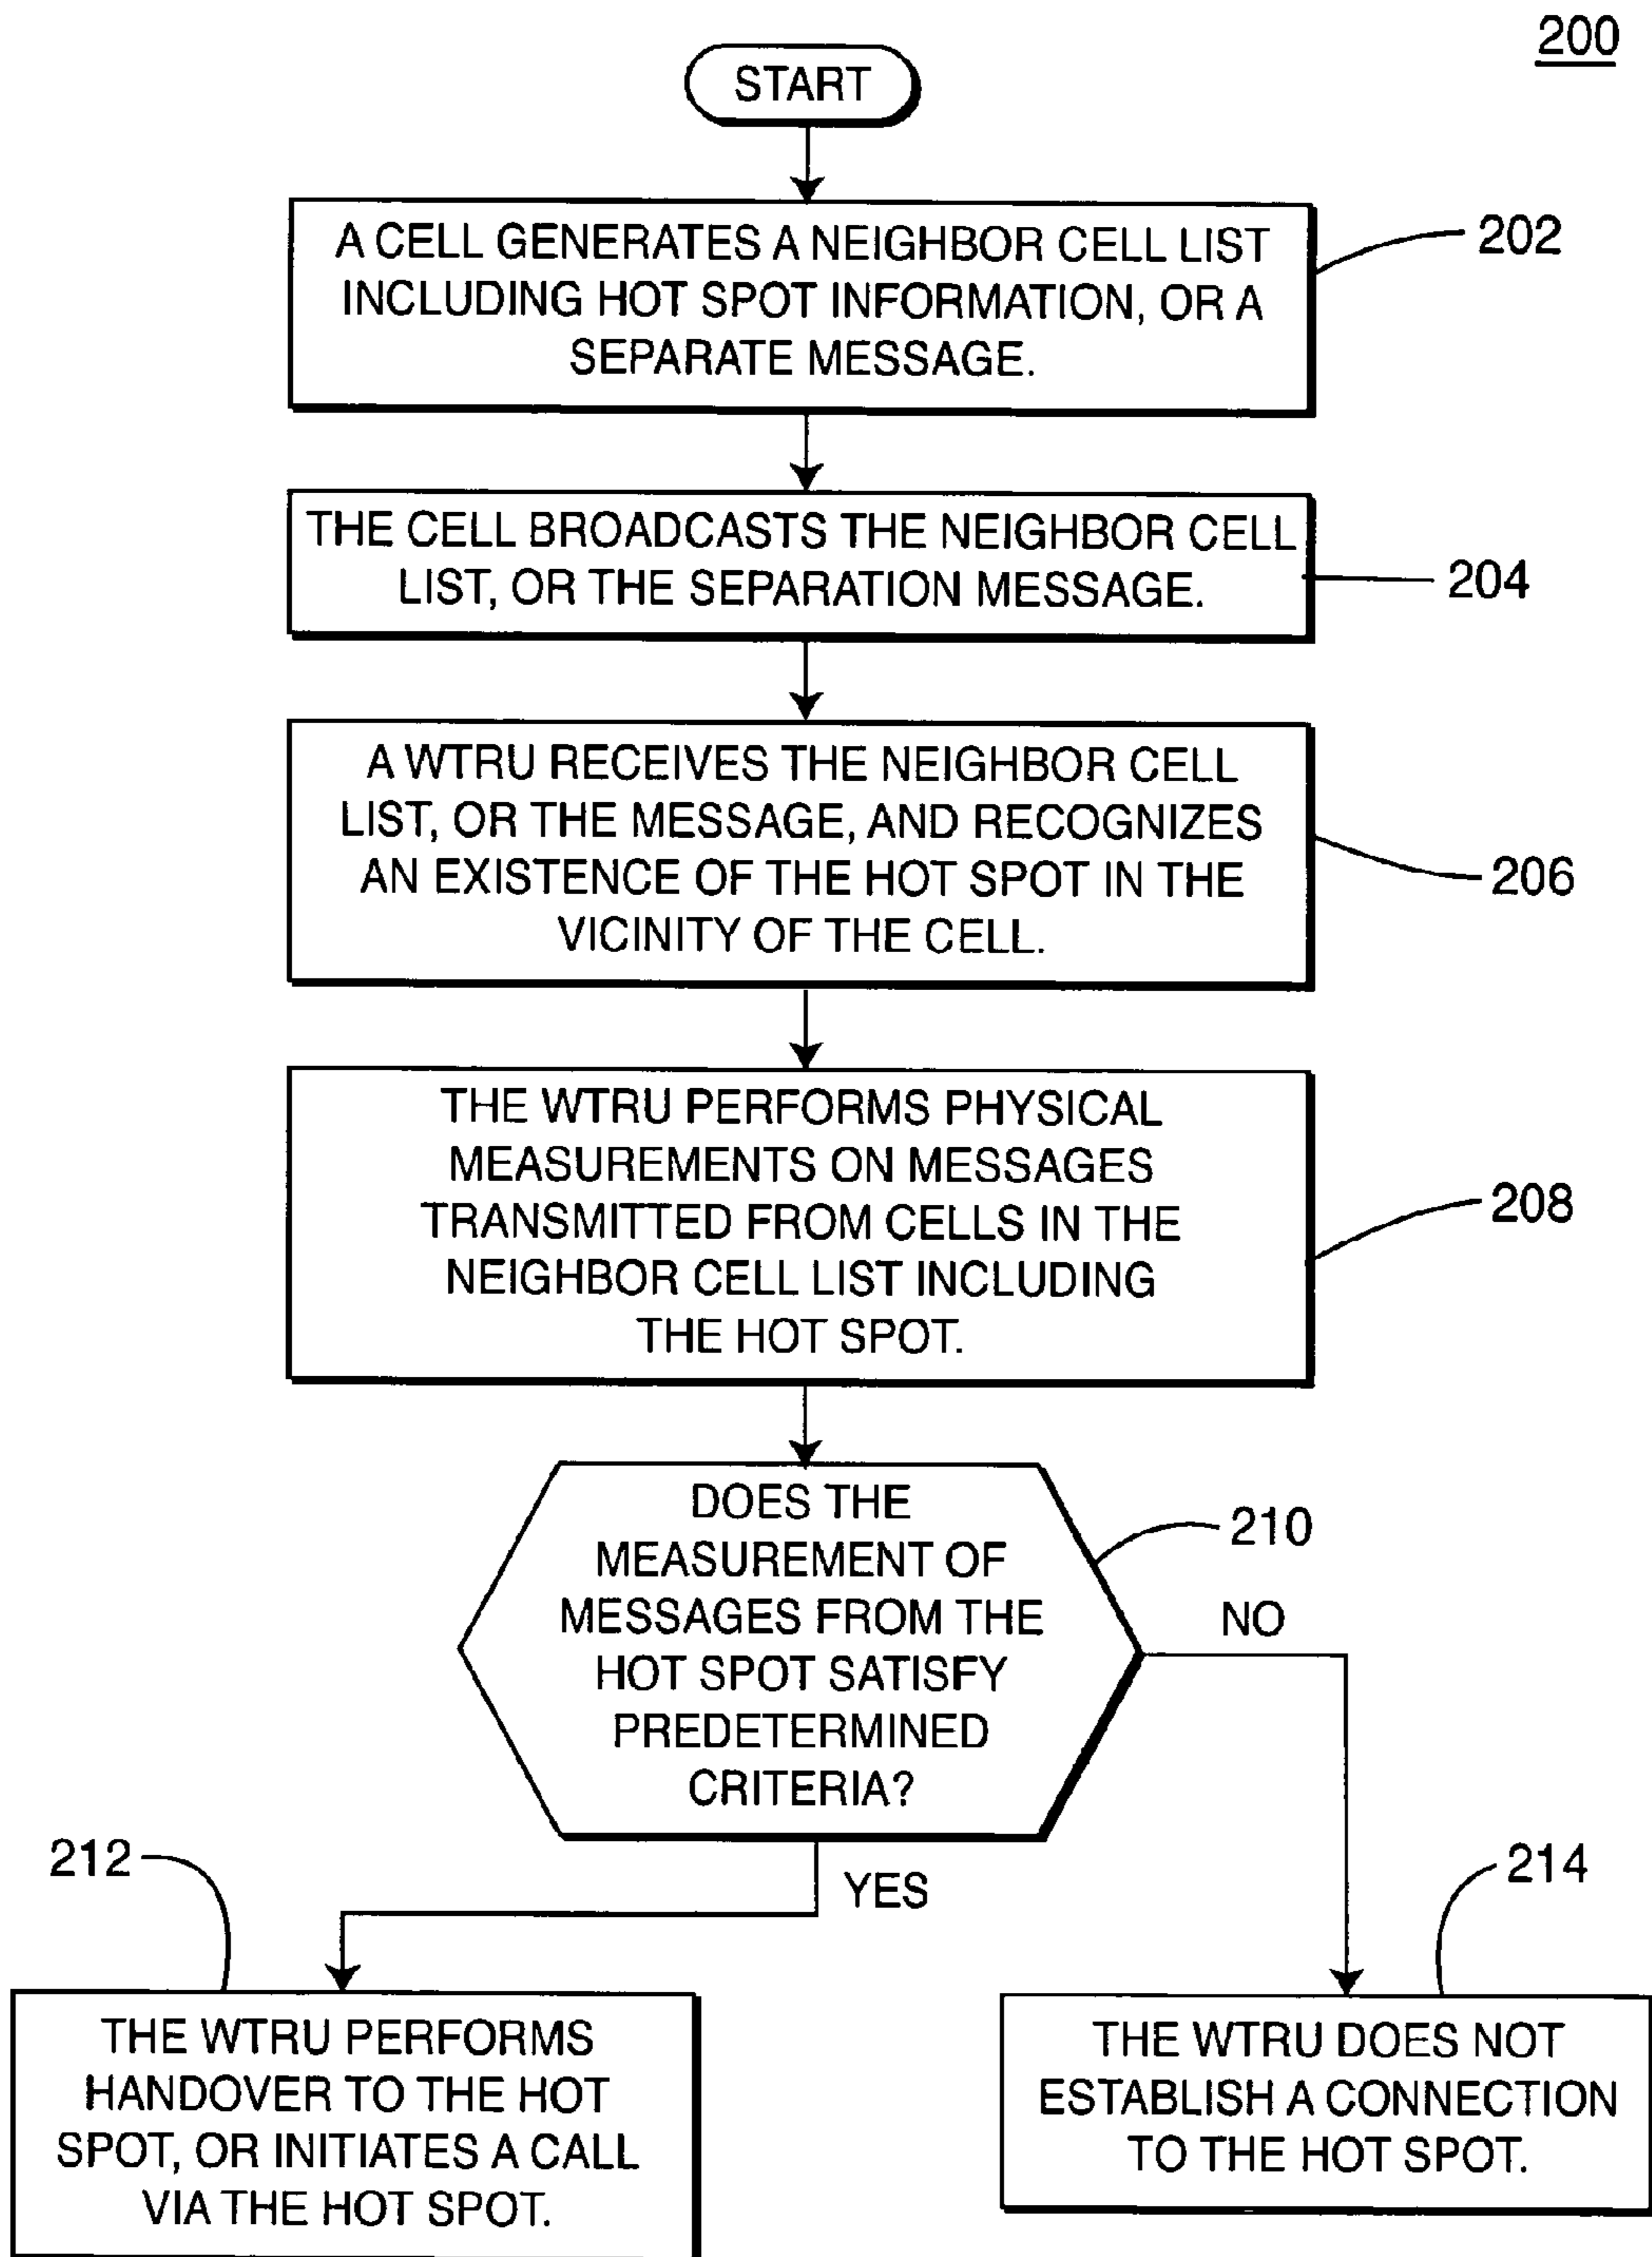 200
START
A CELL GENERATES A NEIGHBOR CELL LIST
INCLUDING HOT SPOT INFORMATION, OR A
SEPARATE MESSAGE.
202
THE CELL BROADCASTS THE NEIGHBOR CELL
LIST, OR THE SEPARATION MESSAGE.
204
A WTRU RECEIVES THE NEIGHBOR CELL
LIST, OR THE MESSAGE, AND RECOGNIZES
AN EXISTENCE OF THE HOT SPOT IN THE
VICINITY OF THE CELL.
206
THE WTRU PERFORMS PHYSICAL
MEASUREMENTS ON MESSAGES
TRANSMITTED FROM CELLS IN THE
NEIGHBOR CELL LIST INCLUDING
THE HOT SPOT.
208
DOES THE
MEASUREMENT OF
MESSAGES FROM THE
HOT SPOT SATISFY
PREDETERMINED
CRITERIA?
210
NO
YES
212
THE WTRU PERFORMS
HANDOVER TO THE HOT
SPOT, OR INITIATES A CALL
VIA THE HOT SPOT.
214
THE WTRU DOES NOT
ESTABLISH A CONNECTION
TO THE HOT SPOT.